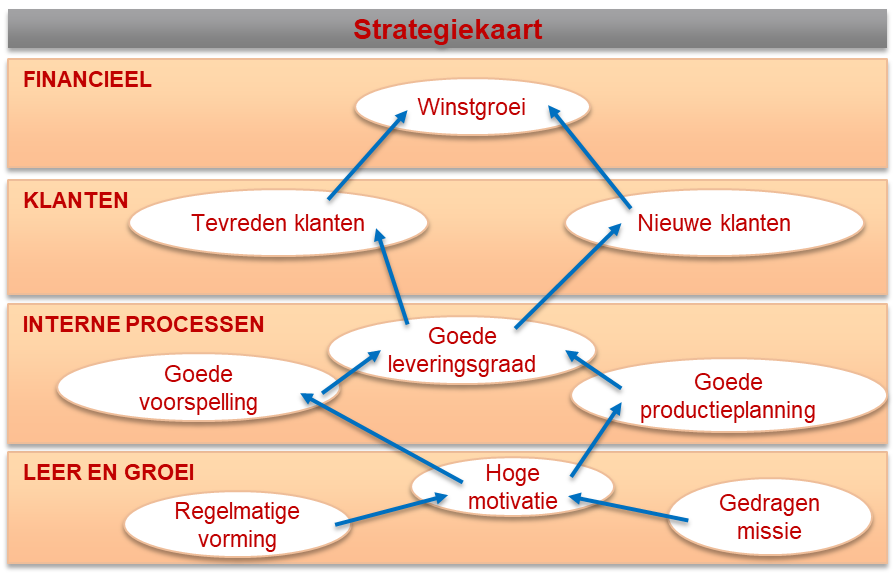 Strategiekaart
FINANCIEEL
Winstgroei
KLANTEN
Tevreden klanten
Nieuwe klanten
INTERNE PROCESSEN
Goede
leveringsgraad
Goede
voorspelling
Goede
productieplanning
LEER EN GROEI
Hoge
motivatie
Regelmatige
vorming
Gedragen
missie